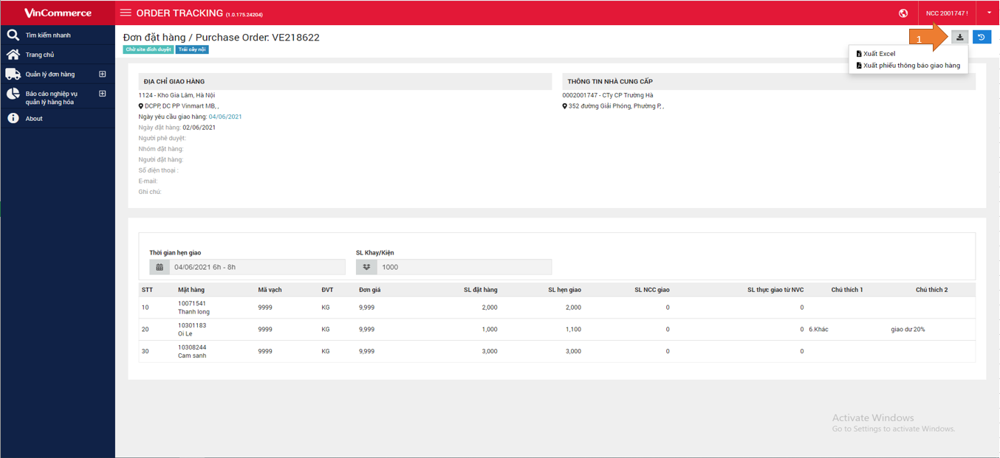 VinCommerce
ORDER TRACKING (1.0.175.24204)
NCC 2001747 !
Tìm kiếm nhanh
Trang chủ
Quản lý đơn hàng
Báo cáo nghiệp vụ
quản lý hàng hóa
About
Đơn đặt hàng / Purchase Order: VE218622
Chờ site đích duyệt Trái cây nội
1
Xuất Excel
Xuất phiếu thông báo giao hàng
ĐỊA CHỈ GIAO HÀNG
1124 - Kho Gia Lâm, Hà Nội
DCPP, DC PP Vinmart MB, ,
Ngày yêu cầu giao hàng: 04/06/2021
Ngày đặt hàng: 02/06/2021
Người phê duyệt:
Nhóm đặt hàng:
Người đặt hàng:
Số điện thoại :
E-mail:
Ghi chú:
THÔNG TIN NHÀ CUNG CẤP
0002001747 - CTy CP Trường Hà
352 đường Giải Phóng, Phường P, ,
Thời gian hẹn giao SL Khay/Kiện
04/06/2021 6h - 8h 1000
STT Mặt hàng Mã vạch ĐVT Đơn giá SL đặt hàng SL hẹn giao SL NCC giao SL thực giao từ NVC Chú thích 1 Chú thích 2
10071541
10 9999 KG 9,999 2,000 2,000 0 0
Thanh long
10301183
20 9999 KG 9,999 1,000 1,100 0 0 6.Khác giao dư 20%
Oi Le
10308244
30 9999 KG 9,999 3,000 3,000 0 0
Cam sanh
Activate Windows
Go to Settings to activate Windows.